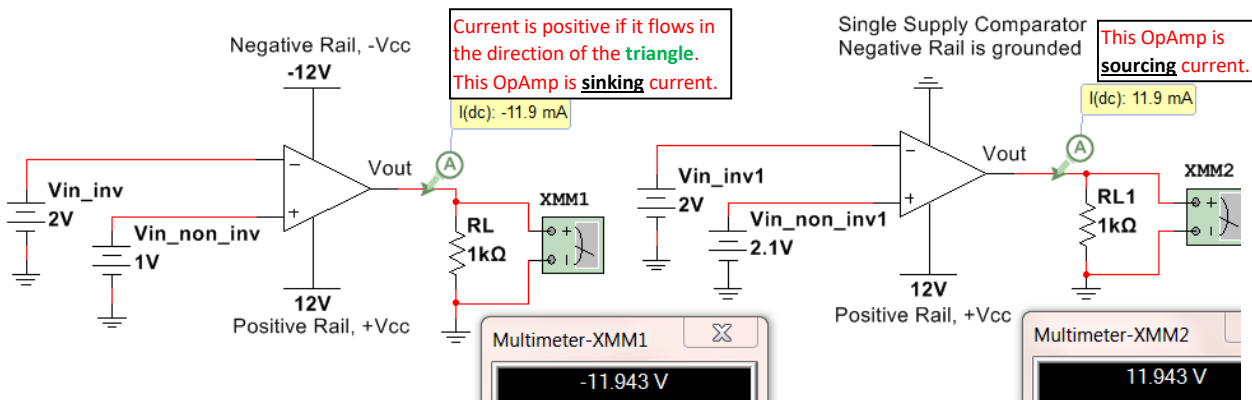 Negative Rail, -Vcc
-12V
Current is positive if it flows in
the direction of the triangle.
This OpAmp is sinking current.
I(dc): -11.9 mA
A
Vout
Vin_inv
2V
Vin_non_inv
1V
−
+
RL
1kΩ
XMM1
+
−
12V
Positive Rail, +Vcc
Multimeter-XMM1
X
-11.943 V
Single Supply Comparator
Negative Rail is grounded
This OpAmp is
sourcing current.
I(dc): 11.9 mA
A
Vout
Vin_inv1
2V
Vin_non_inv1
2.1V
−
+
RL1
1kΩ
XMM2
+
−
12V
Positive Rail, +Vcc
Multimeter-XMM2
11.943 V